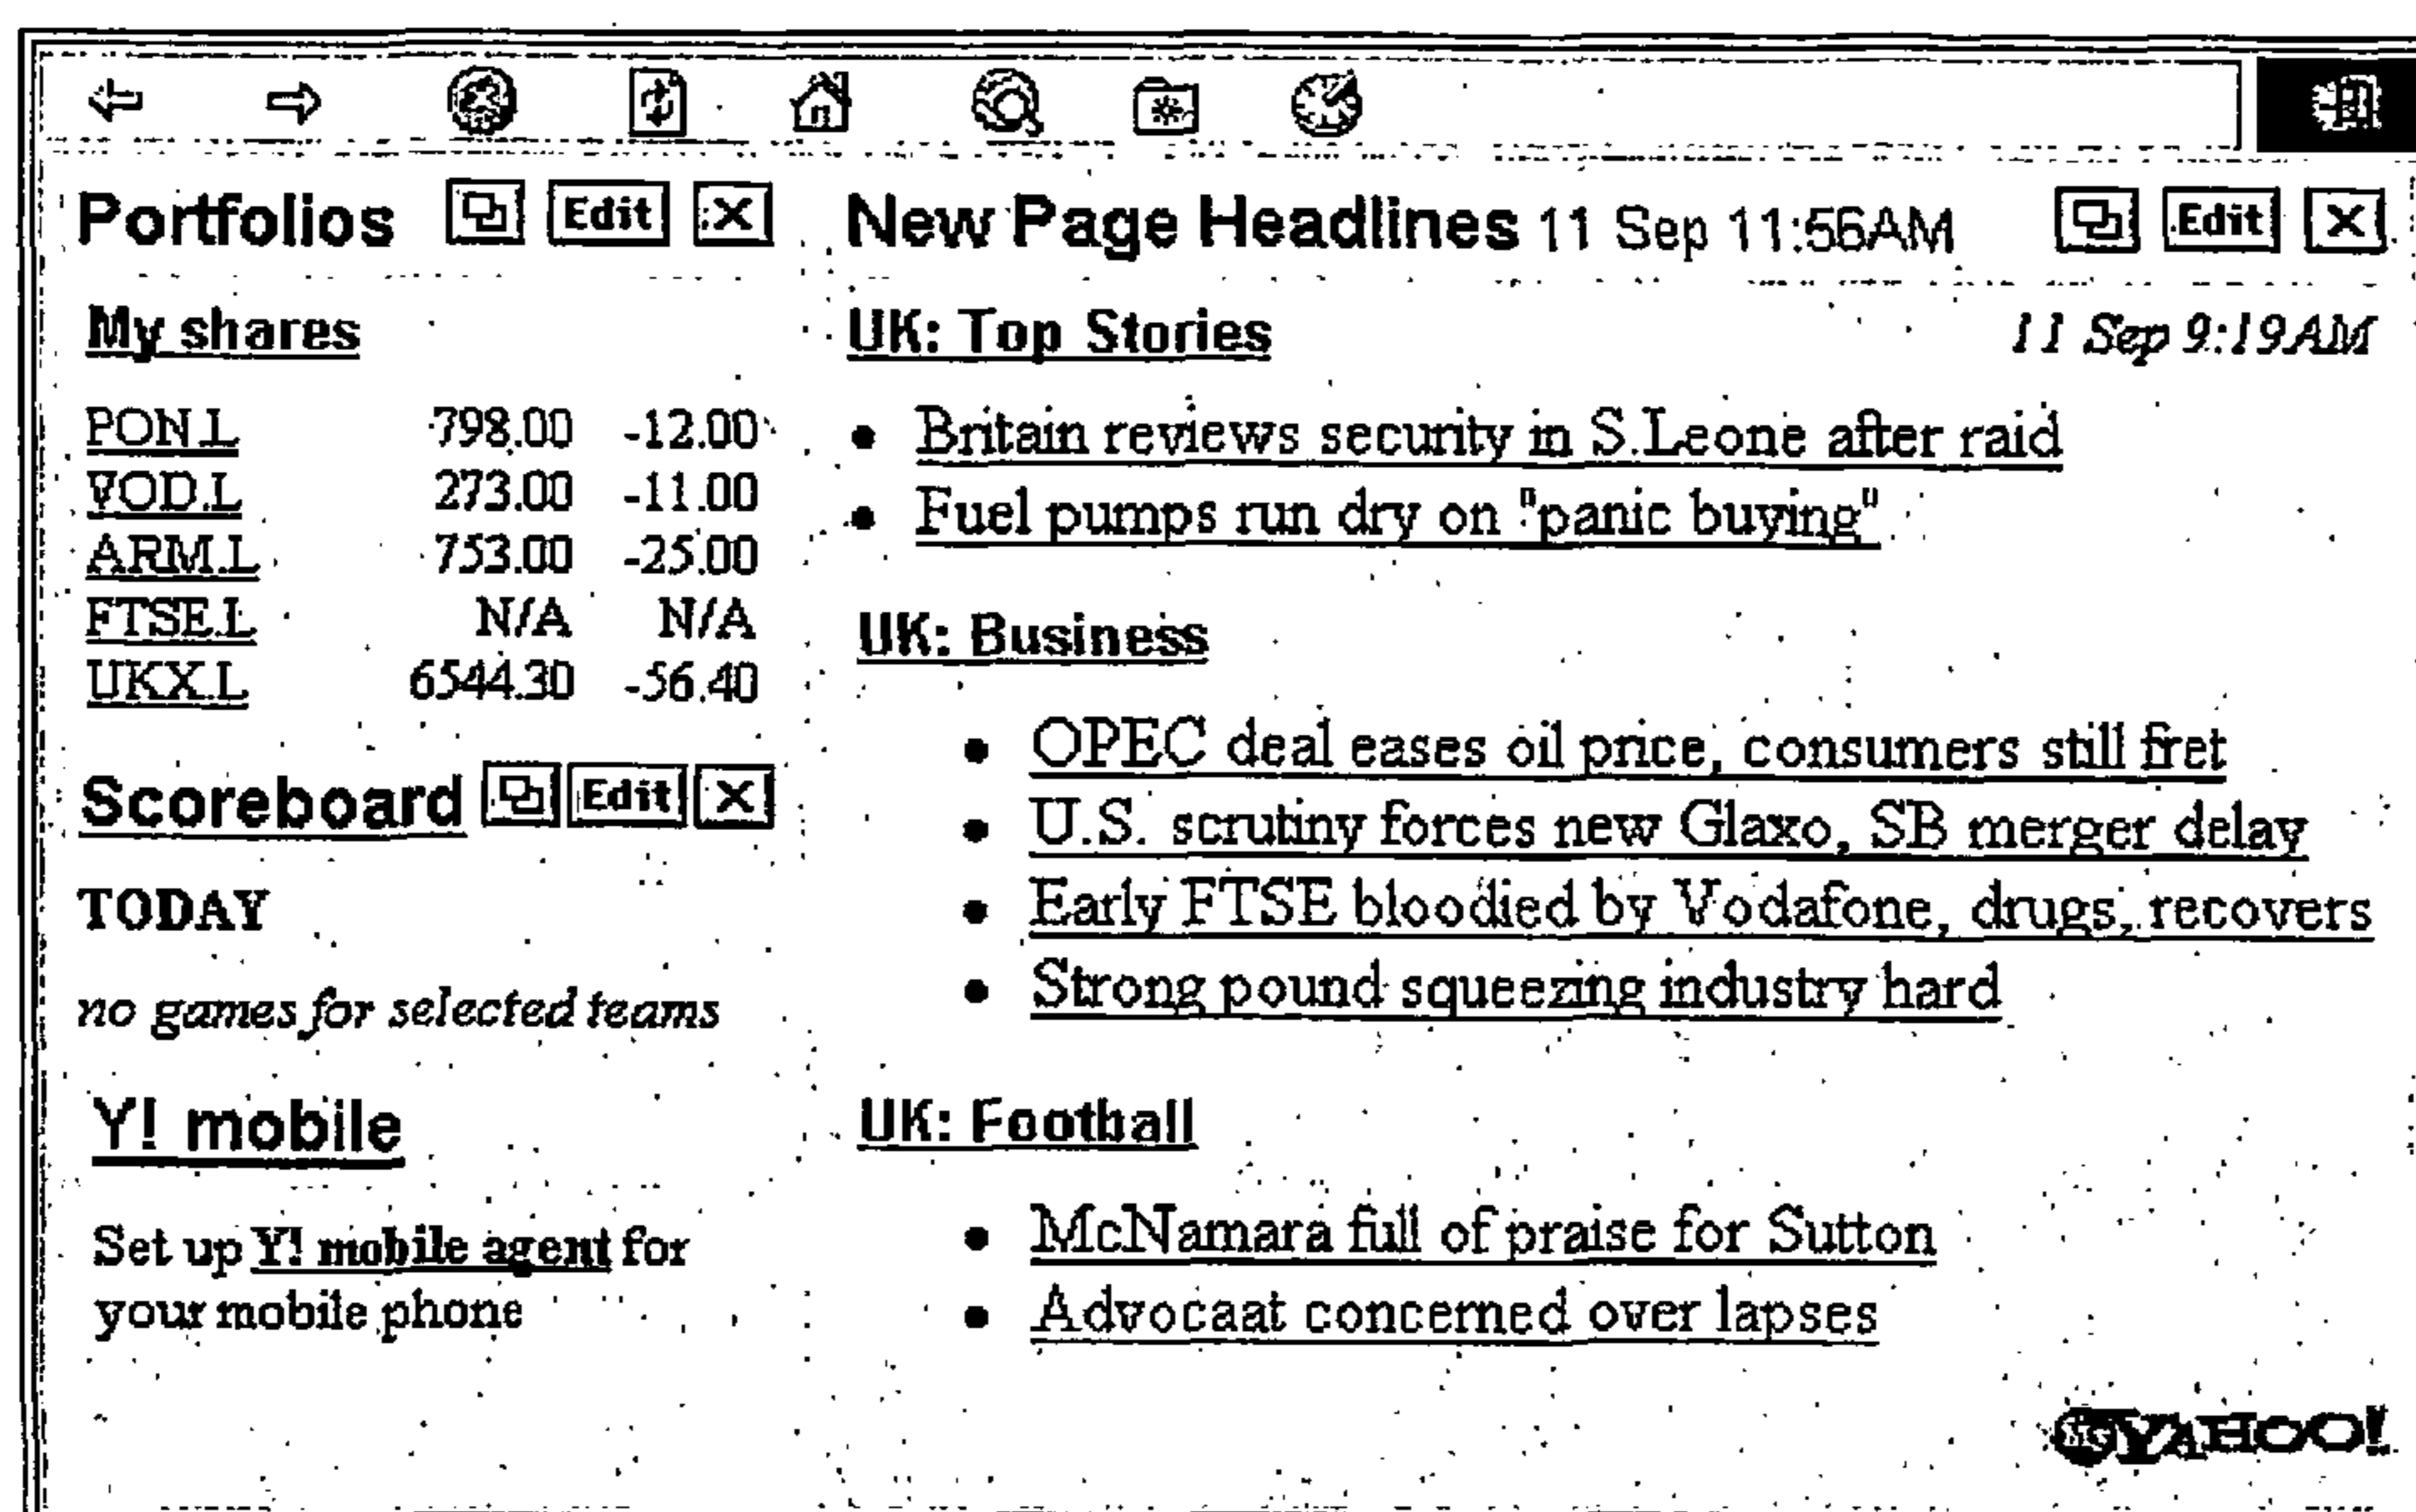 Portfolios Edit X
My shares
PON.L 798.00 -12.00
VOD.L 273.00 -11.00
ARM.L 753.00 -25.00
FTSE.L N/A N/A
UKX.L 6544.30 -56.40
Scoreboard Edit X
TODAY
no games for selected teams
Y! mobile
Set up Y! mobile agent for
your mobile phone
New Page Headlines 11 Sep 11:56AM Edit X
UK: Top Stories 11 Sep 9:19AM
• Britain reviews security in S.Leone after raid
• Fuel pumps run dry on "panic buying"
UK: Business
• OPEC deal eases oil price, consumers still fret
• U.S. scrutiny forces new Glaxo, SB merger delay
• Early FTSE bloodied by Vodafone, drugs, recovers
• Strong pound squeezing industry hard
UK: Football
• McNamara full of praise for Sutton
• Advocaat concerned over lapses
YAHOO!